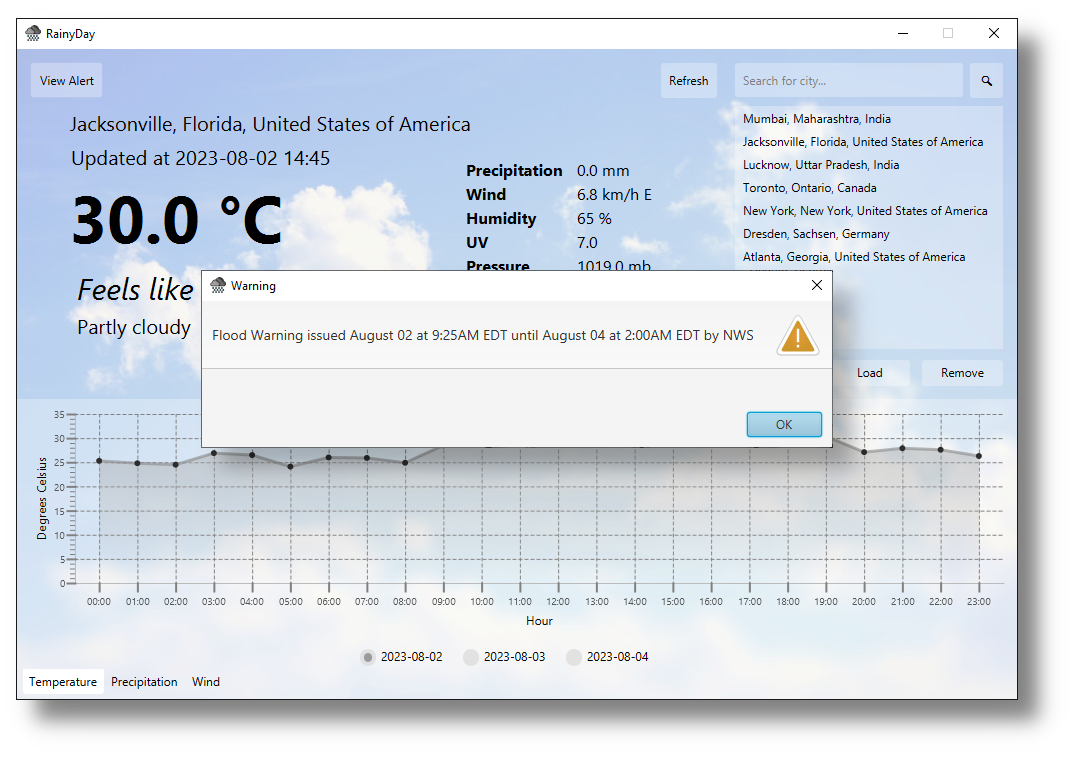 RainyDay
View Alert
Refresh
Search for city...
Jacksonville, Florida, United States of America
Updated at 2023-08-02 14:45
30.0 °C
Feels like
Partly cloudy
Precipitation 0.0 mm
Wind 6.8 km/h E
Humidity 65 %
UV 7.0
Pressure 1019.0 mb
Mumbai, Maharashtra, India
Jacksonville, Florida, United States of America
Lucknow, Uttar Pradesh, India
Toronto, Ontario, Canada
New York, New York, United States of America
Dresden, Sachsen, Germany
Atlanta, Georgia, United States of America
Load
Remove
Warning
Flood Warning issued August 02 at 9:25AM EDT until August 04 at 2:00AM EDT by NWS
OK
Degrees Celsius
35
30
25
20
15
10
5
0
00:00 01:00 02:00 03:00 04:00 05:00 06:00 07:00 08:00 09:00 10:00 11:00 12:00 13:00 14:00 15:00 16:00 17:00 18:00 19:00 20:00 21:00 22:00 23:00
Hour
2023-08-02 2023-08-03 2023-08-04
Temperature Precipitation Wind